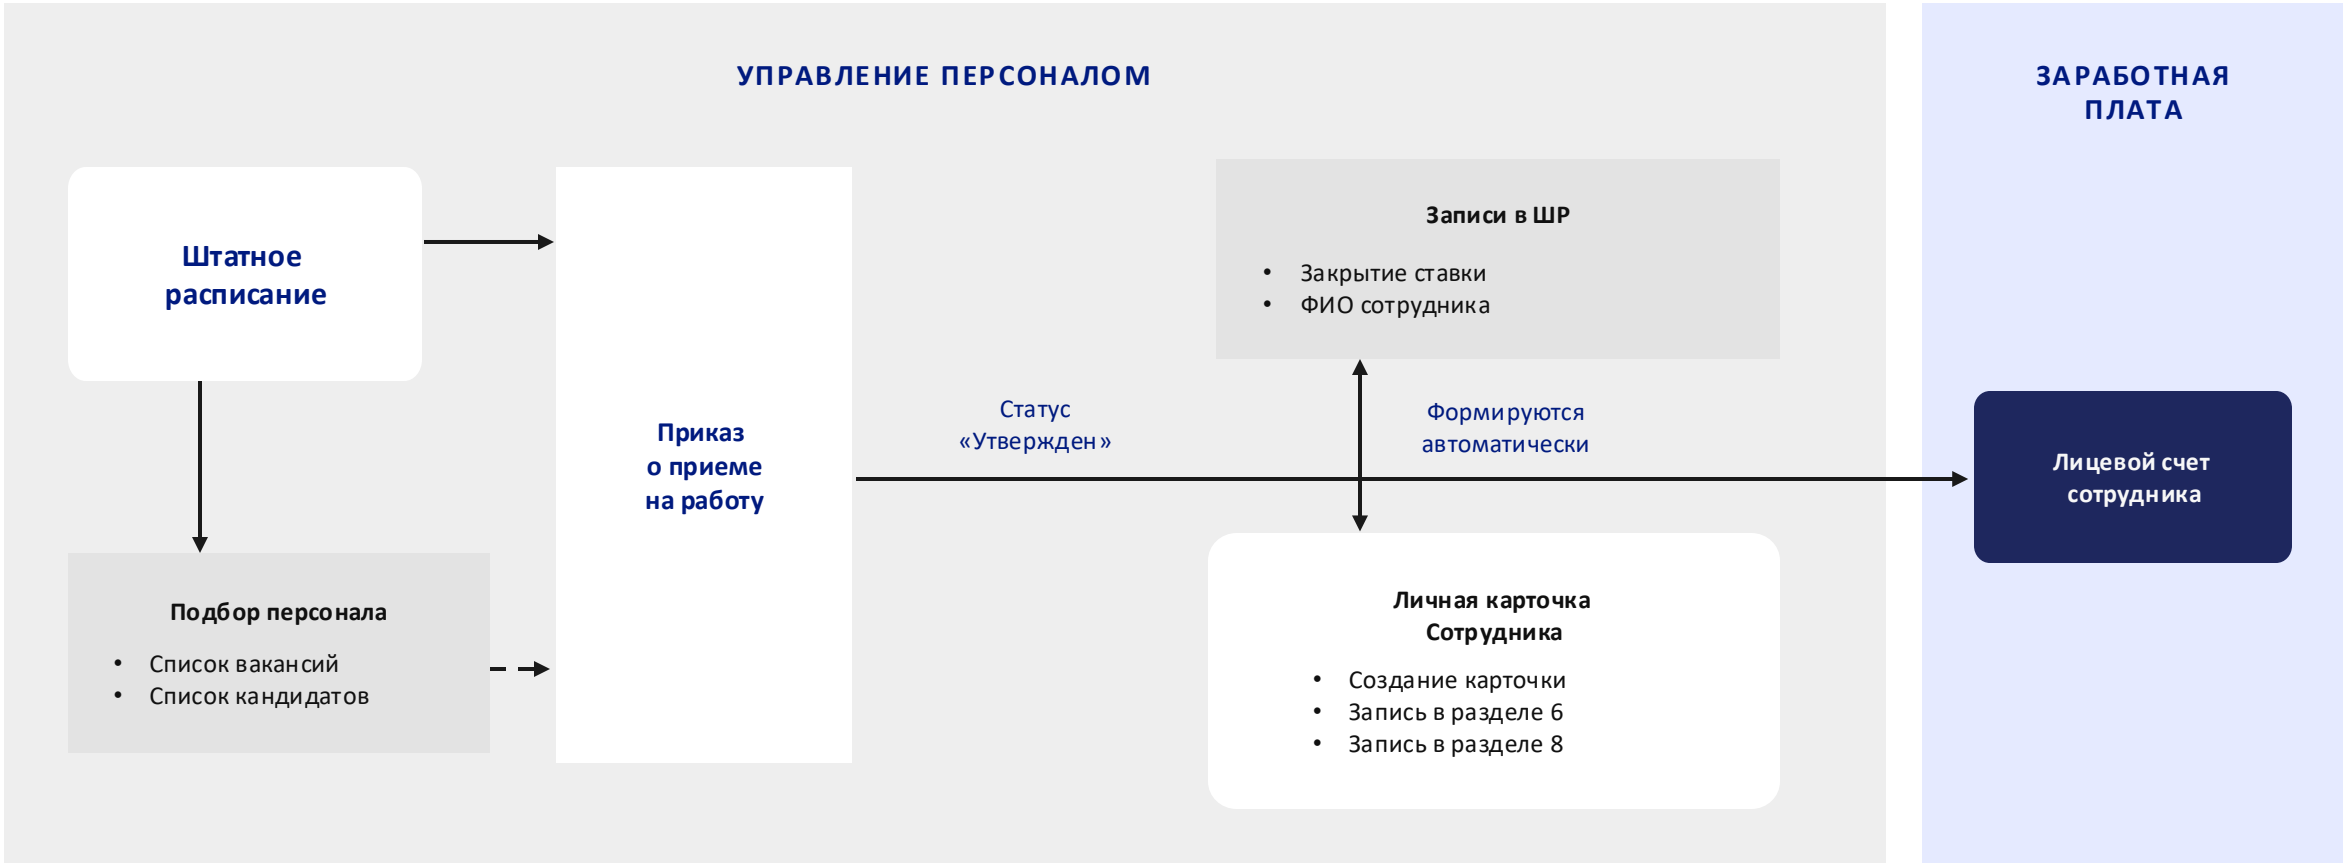 УПРАВЛЕНИЕ ПЕРСОНАЛОМ
ЗАРАБОТНАЯ
ПЛАТА
Штатное
расписание
Подбор персонала
• Список вакансий
• Список кандидатов
Приказ
о приеме
на работу
Статус
«Утвержден»
Формируются
автоматически
Записи в ШР
• Закрытие ставки
• ФИО сотрудника
Личная карточка
Сотрудника
• Создание карточки
• Запись в разделе 6
• Запись в разделе 8
Лицевой счет
сотрудника